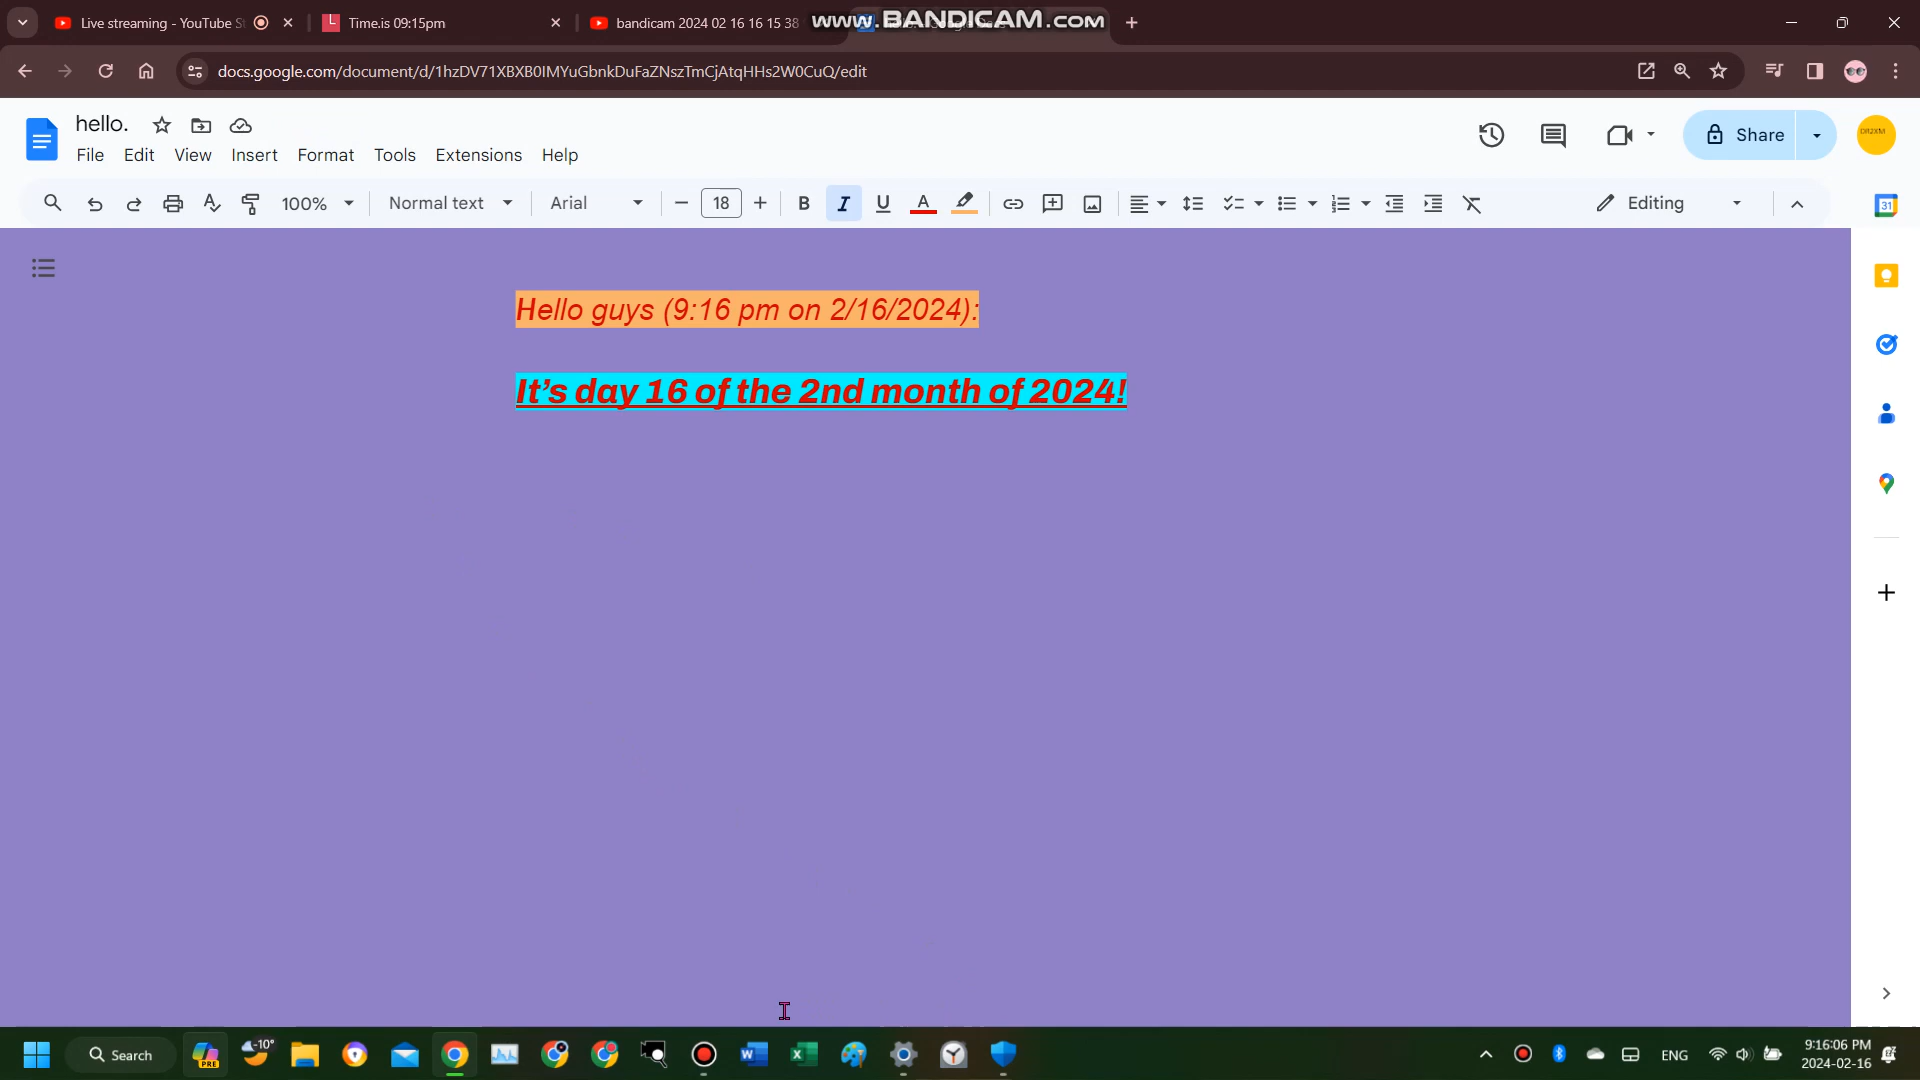 Live streaming - YouTube S
Time.is 09:15pm
bandicam 2024 02 16 16 15 38
www.BANDICAM.com
docs.google.com/document/d/1hzDV71XBXB0IMYuGbnkDuFaZNszTmCjAtqHHs2W0CuQ/edit
hello.
File Edit View Insert Format Tools Extensions Help
Share
100% Normal text Arial 18 Editing
Hello guys (9:16 pm on 2/16/2024):
It's day 16 of the 2nd month of 2024!
-10°
PRE
Search
ENG
9:16:06 PM
2024-02-16